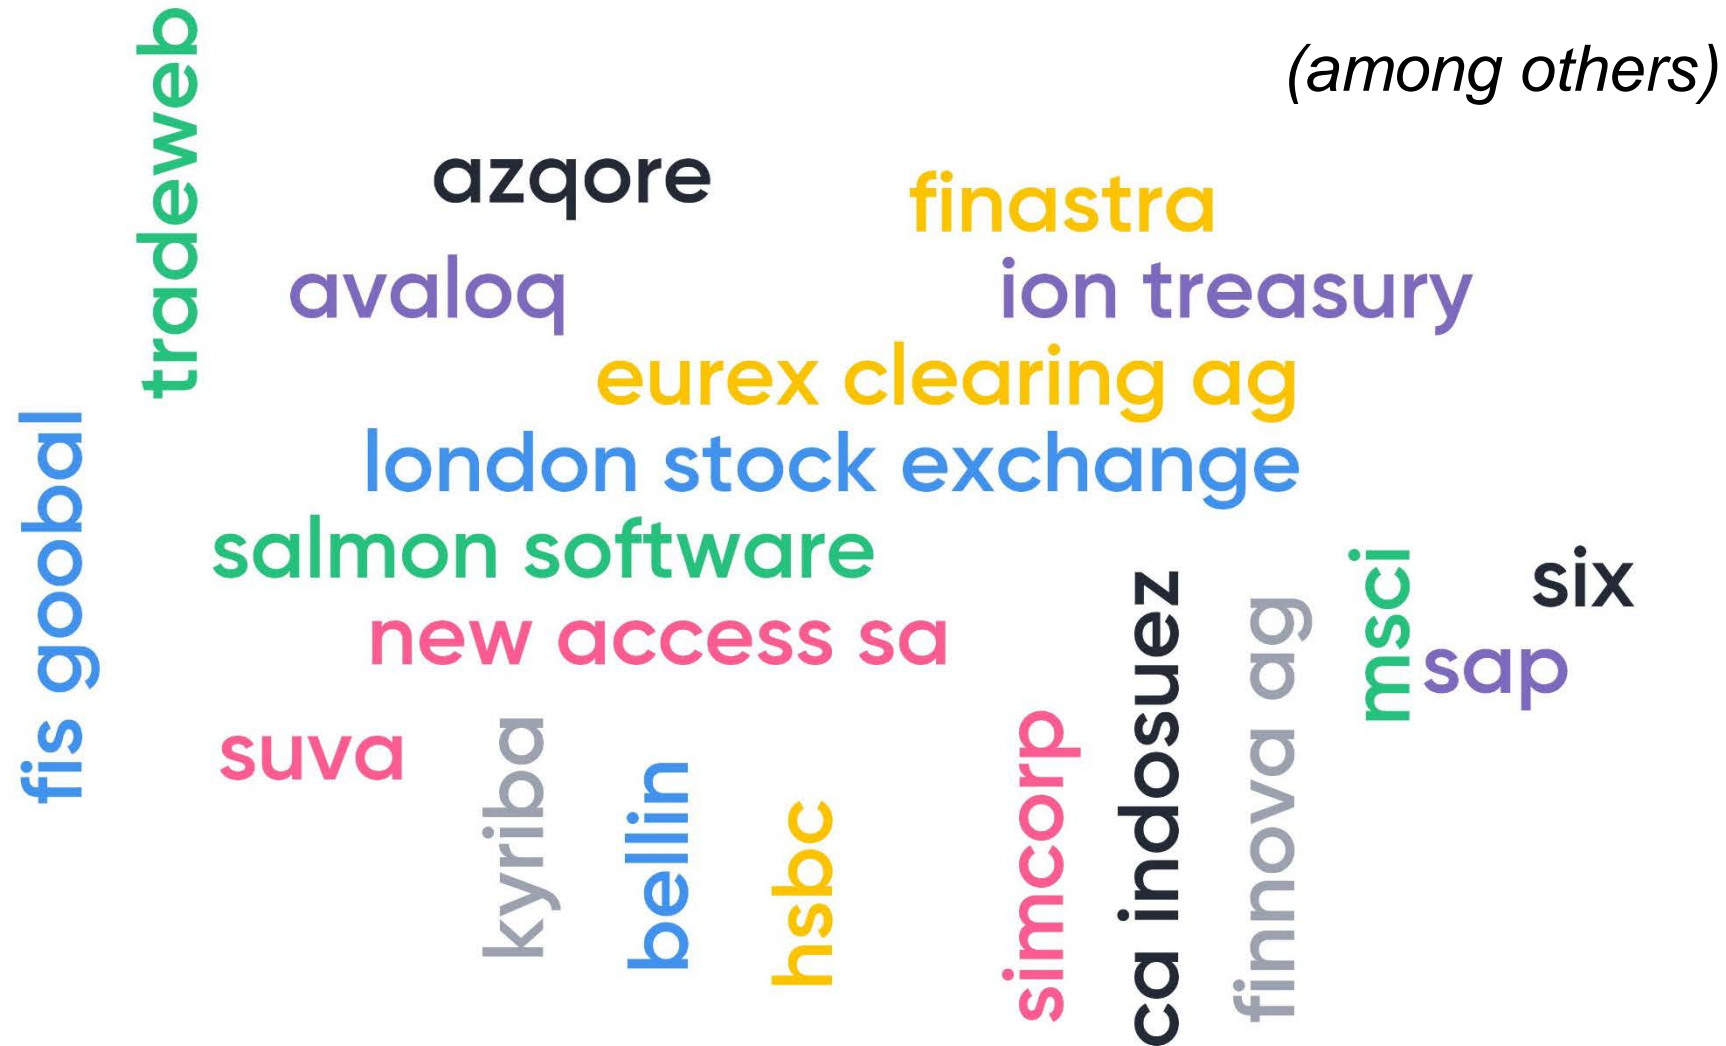 tradeweb
(among others)
azqore
finastra
avaloq
ion treasury
eurex clearing ag
london stock exchange
fis goobal
salmon software
new access sa
six
msci
sap
suva
kyriba
bellin
hsbc
simcorp
ca indosuez
finnova ag